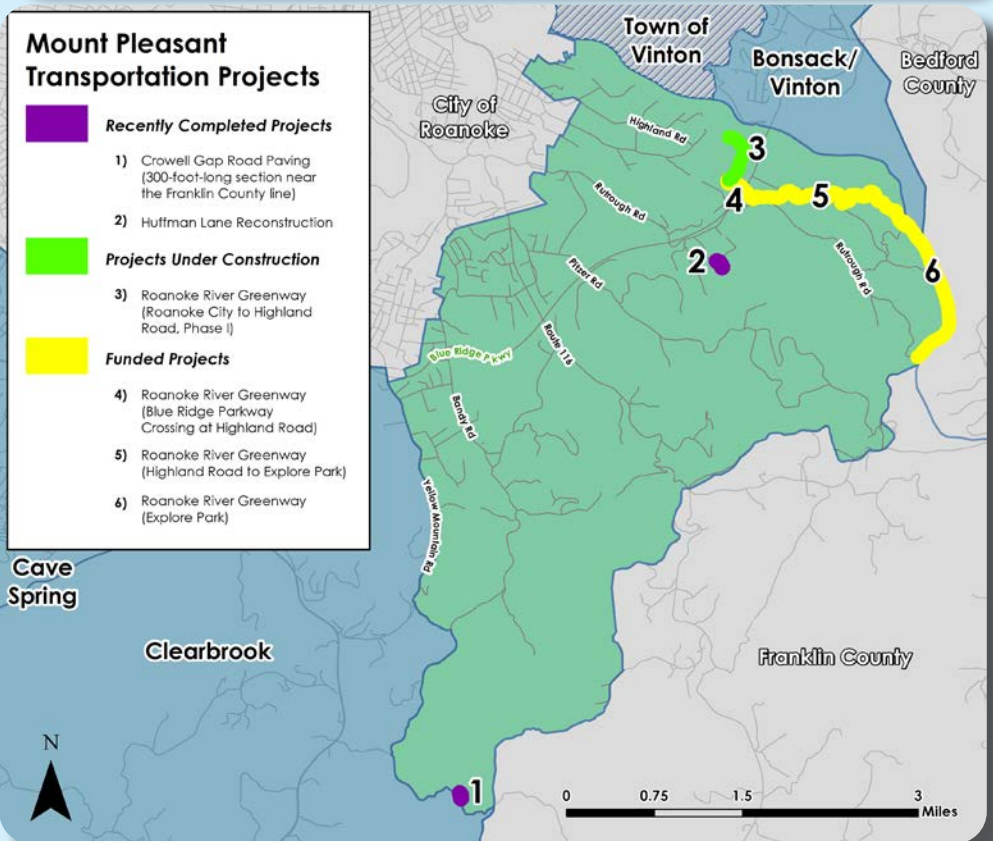 Mount Pleasant
Transportation Projects
Recently Completed Projects
1) Crowell Gap Road Paving
(300-foot-long section near
the Franklin County line)
2) Huffman Lane Reconstruction
Projects Under Construction
3) Roanoke River Greenway
(Roanoke City to Highland
Road, Phase I)
Funded Projects
4) Roanoke River Greenway
(Blue Ridge Parkway
Crossing at Highland Road)
5) Roanoke River Greenway
(Highland Road to Explore Park)
6) Roanoke River Greenway
(Explore Park)
Town of
Vinton
Bonsack/
Vinton
Bedford
County
City of
Roanoke
Highland Rd
3
Rutrough Rd
4
5
2
Pitzer Rd
Rutrough Rd
6
Blue Ridge Pkwy
Route 116
Bandy Rd
Yellow Mountain Rd
Cave
Spring
Clearbrook
Franklin County
N
1
0 0.75 1.5 3
Miles